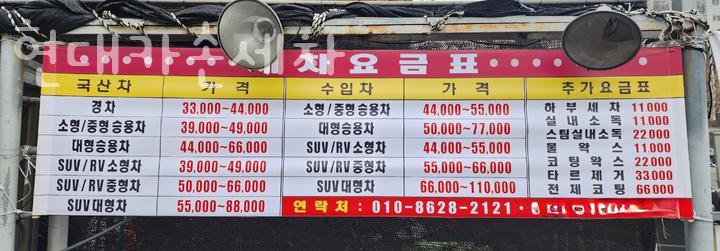 현대카손세차
차요금표
국산차 가격 수입차 가격 추가요금표
경차 33,000~44,000 소형/중형승용차 44,000~55,000 하부세차 11000
소형/중형승용차 39,000~49,000 대형승용차 50,000~77,000 실내소독 11000
대형승용차 44,000~66,000 SUV/RV소형차 44,000~55,000 스팀실내소독 22000
SUV/RV소형차 39,000~49,000 SUV/RV중형차 55,000~66,000 물왁스 11000
SUV/RV중형차 50,000~66,000 SUV대형차 66,000~110,000 코팅왁스 22000
SUV대형차 55,000~88,000 타르제거 33000
전체코팅 66000
연락처 : 010-8628-2121